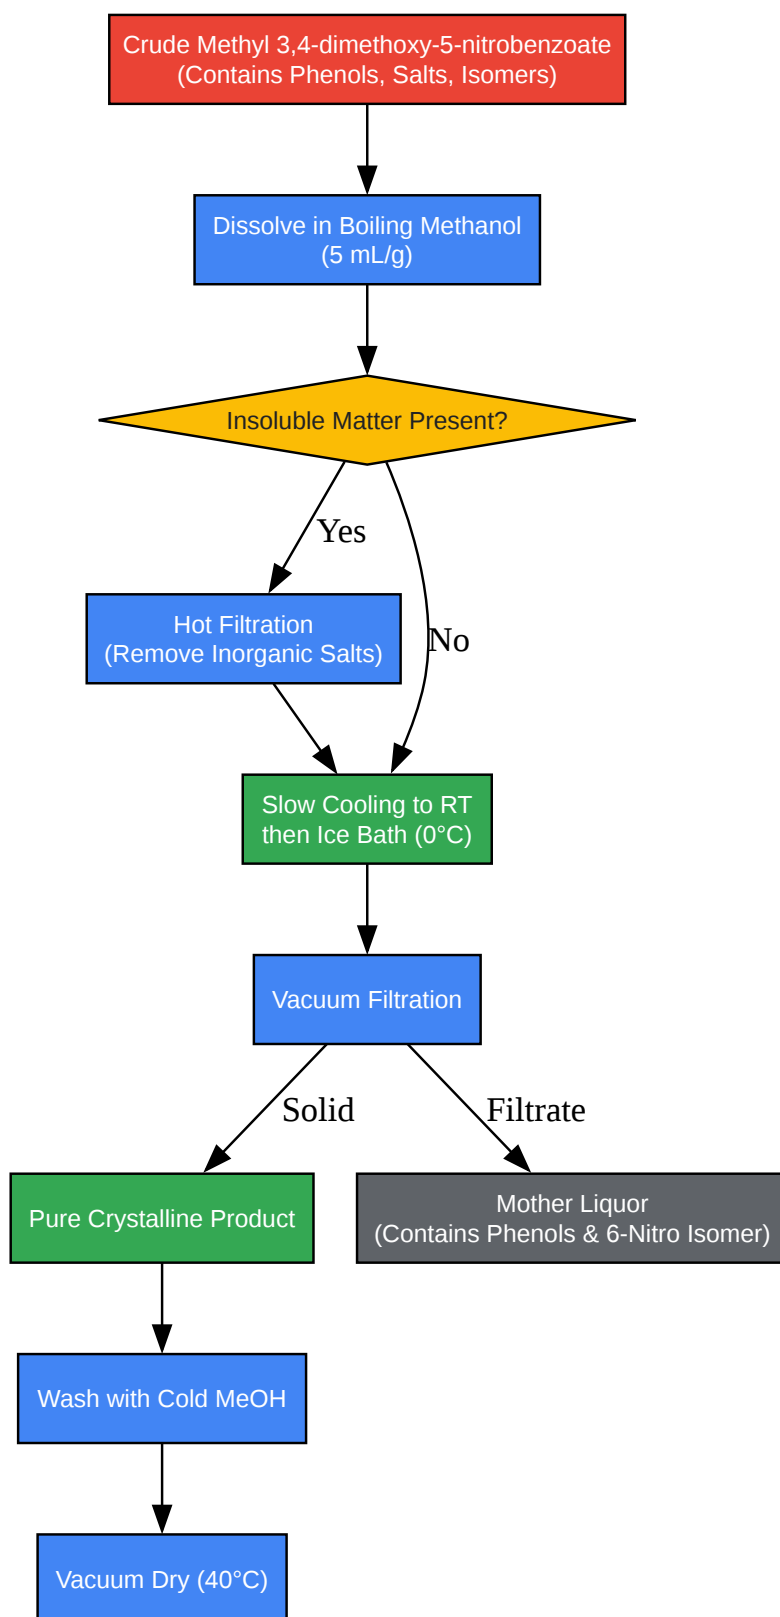 Crude Methyl 3,4-dimethoxy-5-nitrobenzoate
(Contains Phenols, Salts, Isomers)
Dissolve in Boiling Methanol
(5 mL/g)
Insoluble Matter Present?
Yes
Hot Filtration
(Remove Inorganic Salts)
No
Slow Cooling to RT
then Ice Bath (0°C)
Vacuum Filtration
Solid
Filtrate
Pure Crystalline Product
Mother Liquor
(Contains Phenols & 6-Nitro Isomer)
Wash with Cold MeOH
Vacuum Dry (40°C)